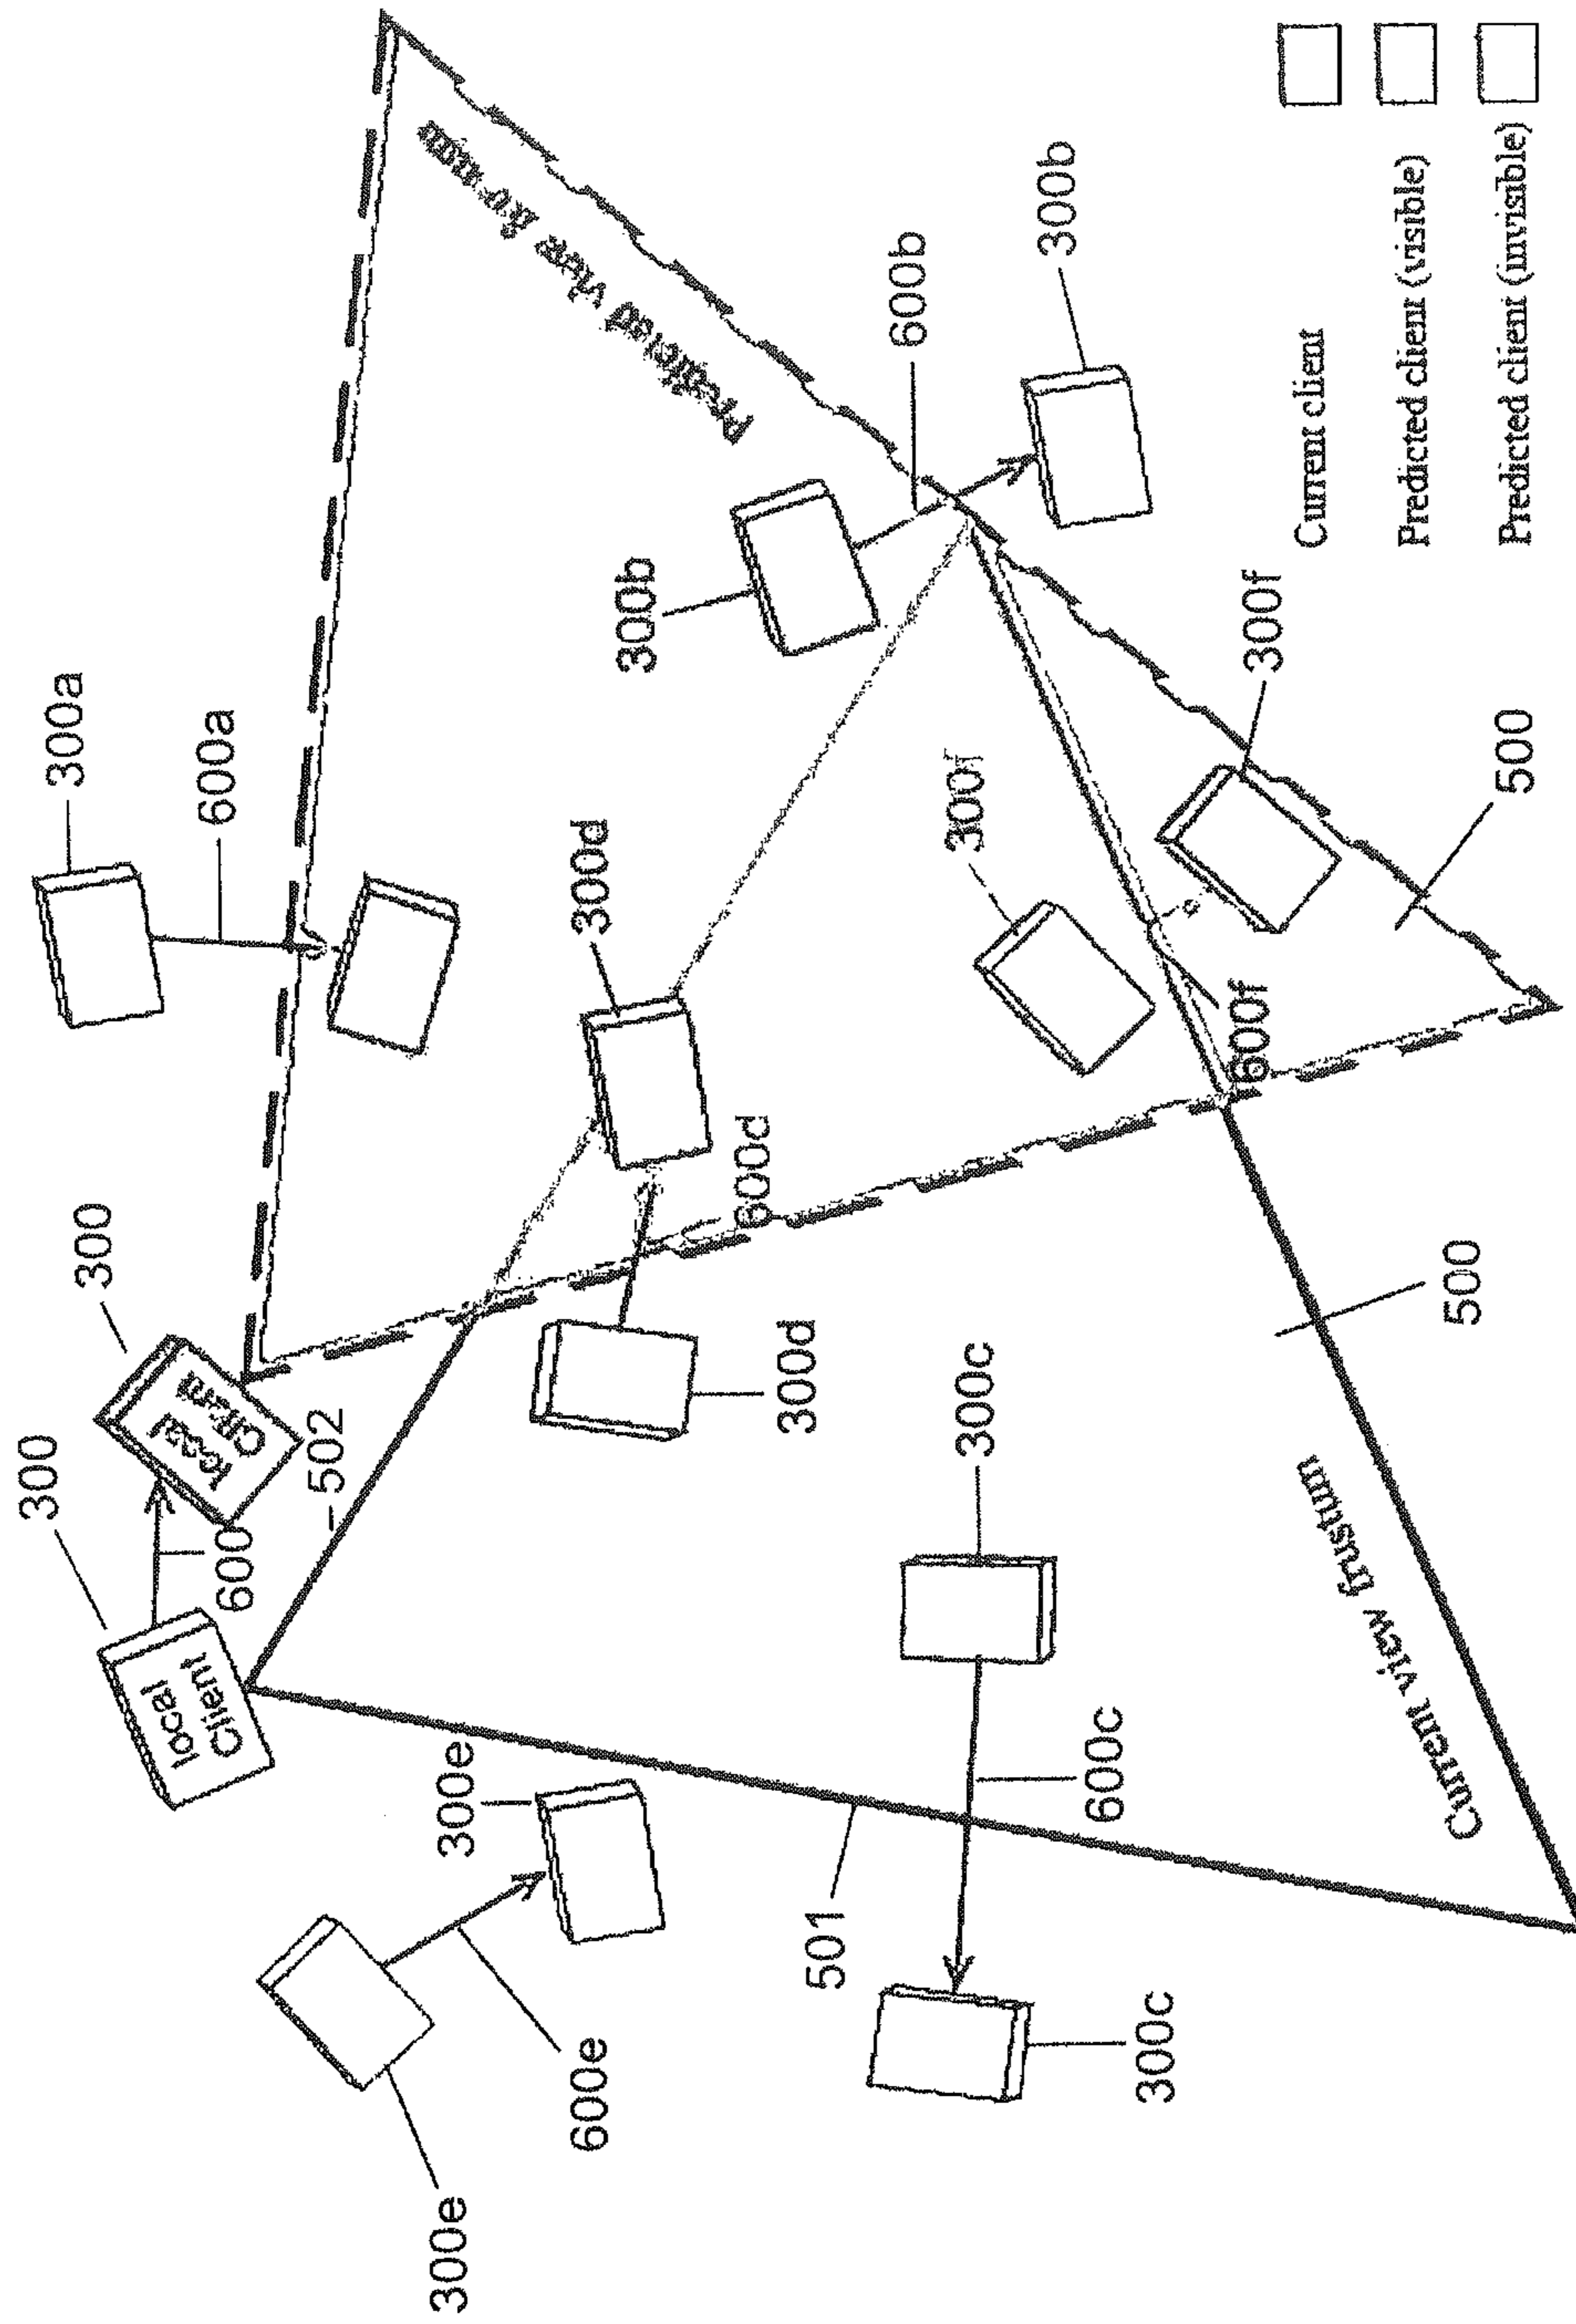 300e
300e
600e
300
local
Client
600
300
local
Client
300
502
300e
501
300c
600c
300c
300d
300d
600d
300a
600a
300b
600b
300b
300f
300f
600f
500
500
Current view frustum
Predicted view frustum
Current client
Predicted client (visible)
Predicted client (invisible)